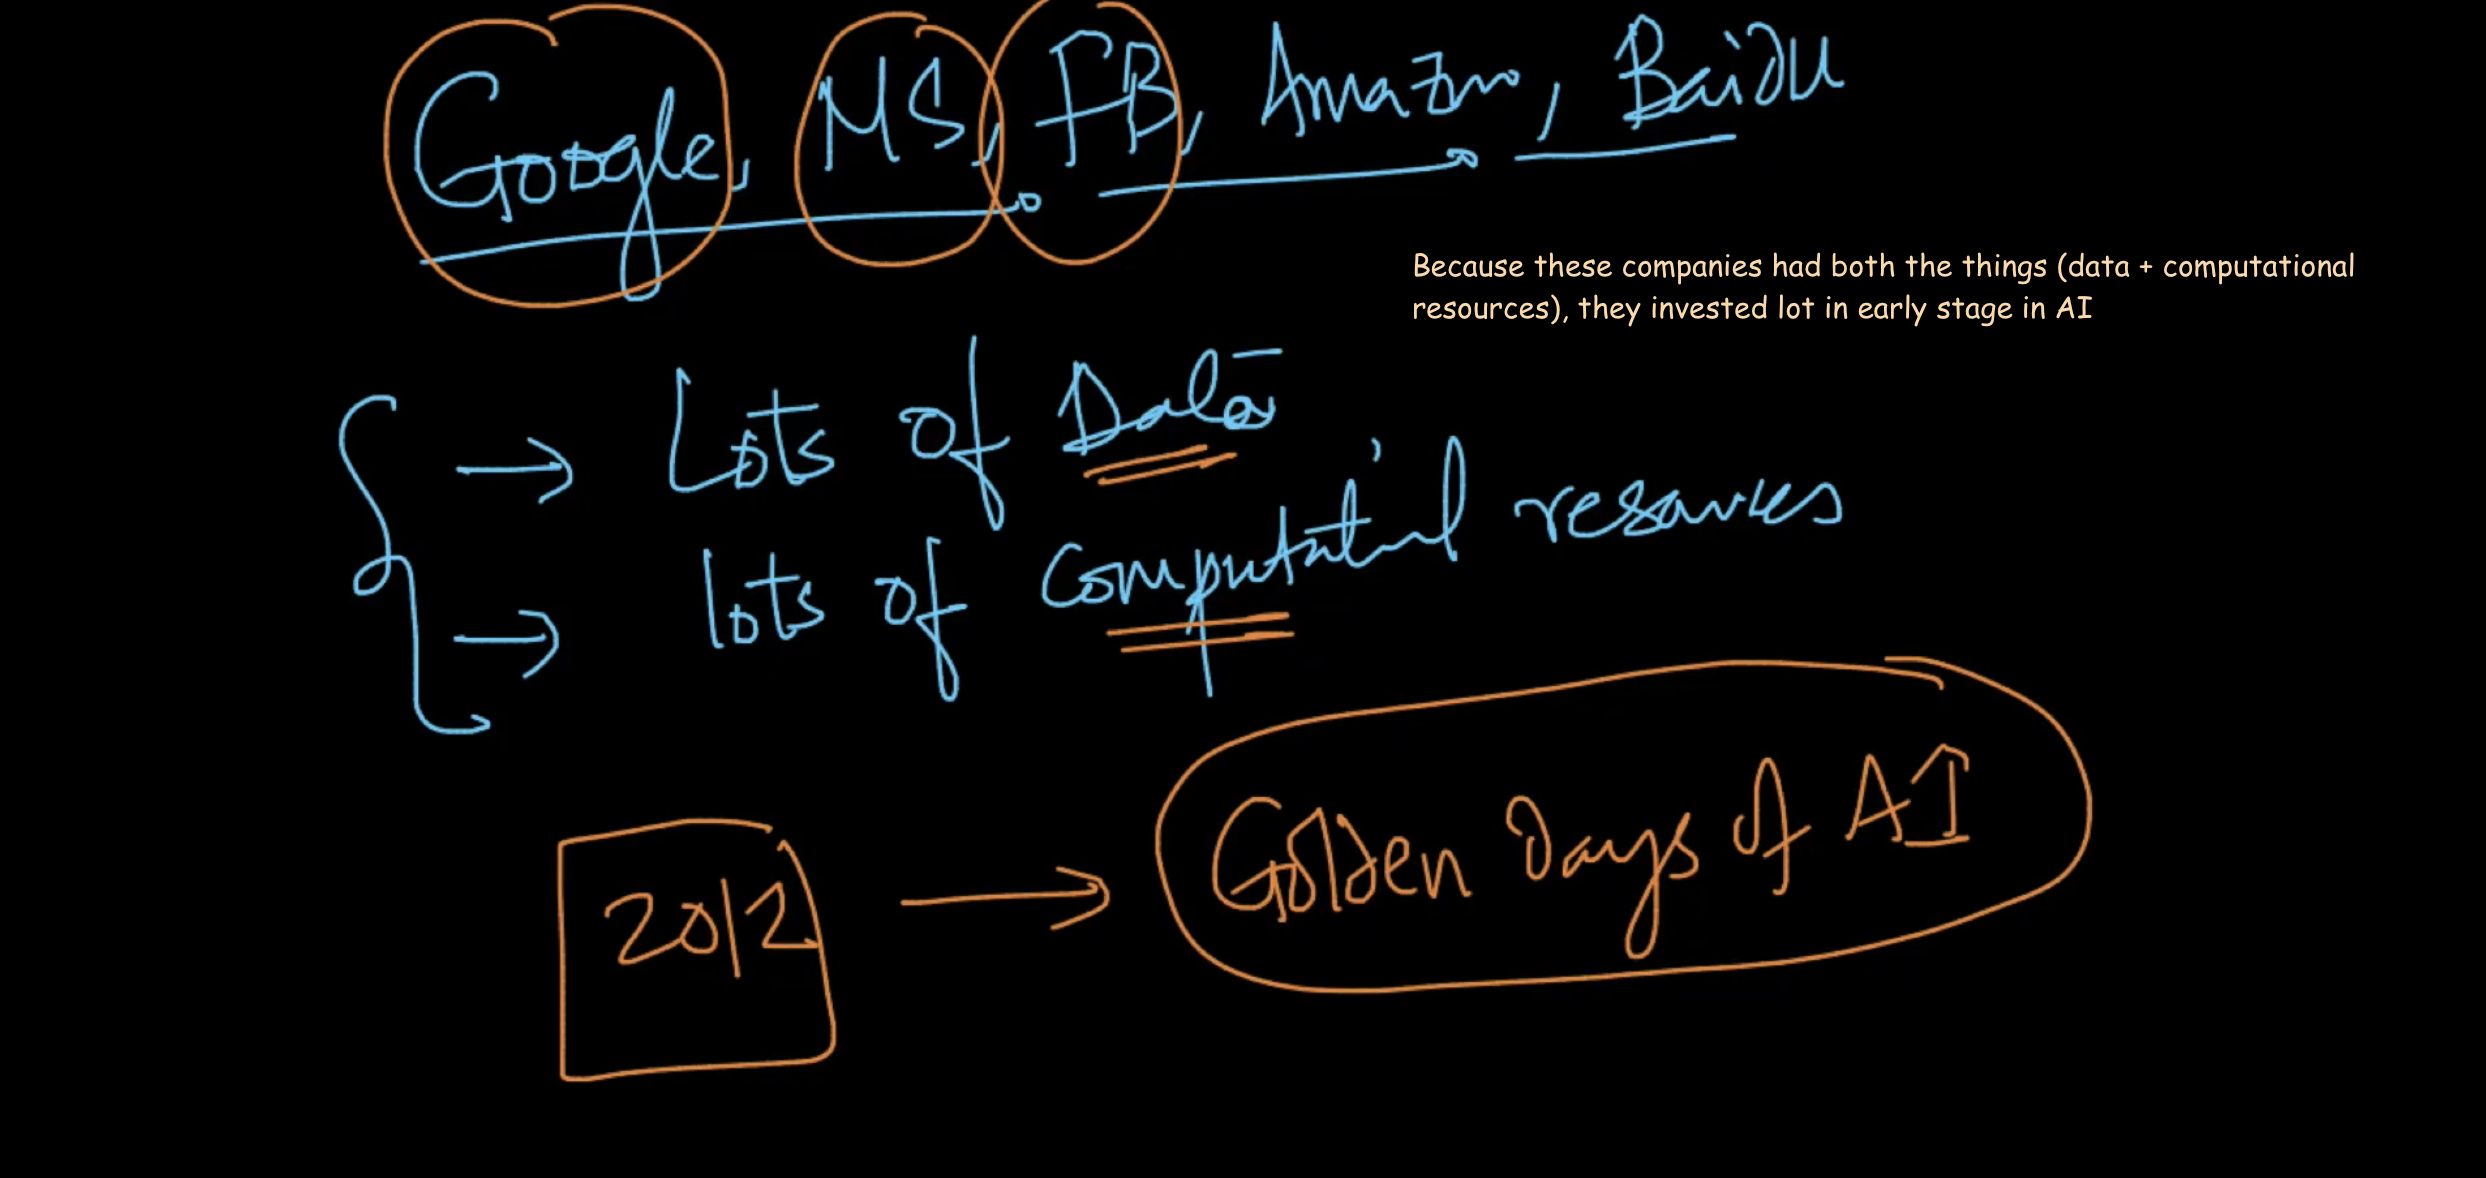 Google, MS, FB, Amazon, Baidu
Because these companies had both the things (data + computational
resources), they invested lot in early stage in AI
→ Lots of Data
→ lots of Computational resources
2012 → Golden Days of AI